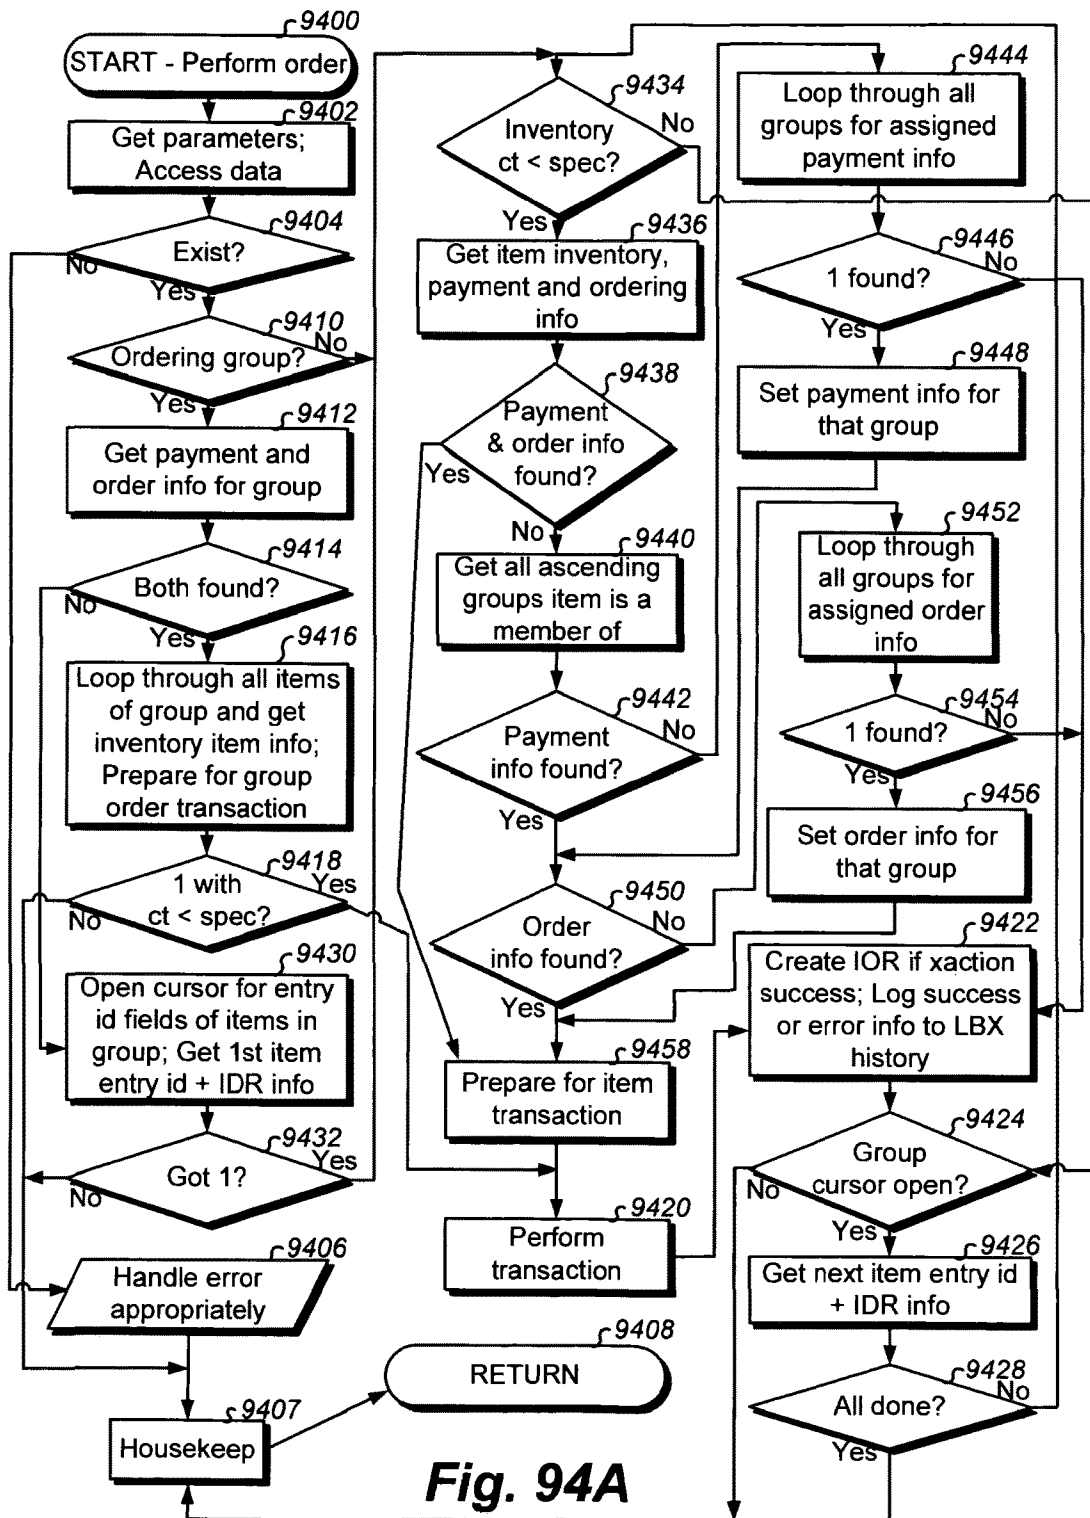 9400
START - Perform order
9402
Get parameters;
Access data
9404
Exist?
No
Yes
9410
Ordering group?
No
Yes
9412
Get payment and
order info for group
9414
Both found?
No
Yes
9416
Loop through all items
of group and get
inventory item info;
Prepare for group
order transaction
9418
1 with
ct < spec?
Yes
No
9430
Open cursor for entry
id fields of items in
group; Get 1st item
entry id + IDR info
9432
Got 1?
Yes
No
9406
Handle error
appropriately
9407
Housekeep
9408
RETURN
9434
Inventory
ct < spec?
No
Yes
9436
Get item inventory,
payment and ordering
info
9438
Payment
& order info
found?
Yes
No
9440
Get all ascending
groups item is a
member of
9442
Payment
info found?
No
Yes
9450
Order
info found?
No
Yes
9458
Prepare for item
transaction
9420
Perform
transaction
9444
Loop through all
groups for assigned
payment info
9446
1 found?
No
Yes
9448
Set payment info for
that group
9452
Loop through
all groups for
assigned order
info
9454
1 found?
No
Yes
9456
Set order info for
that group
9422
Create IOR if xaction
success; Log success
or error info to LBX
history
9424
Group
cursor open?
No
Yes
9426
Get next item entry id
+ IDR info
9428
All done?
No
Yes
Fig. 94A